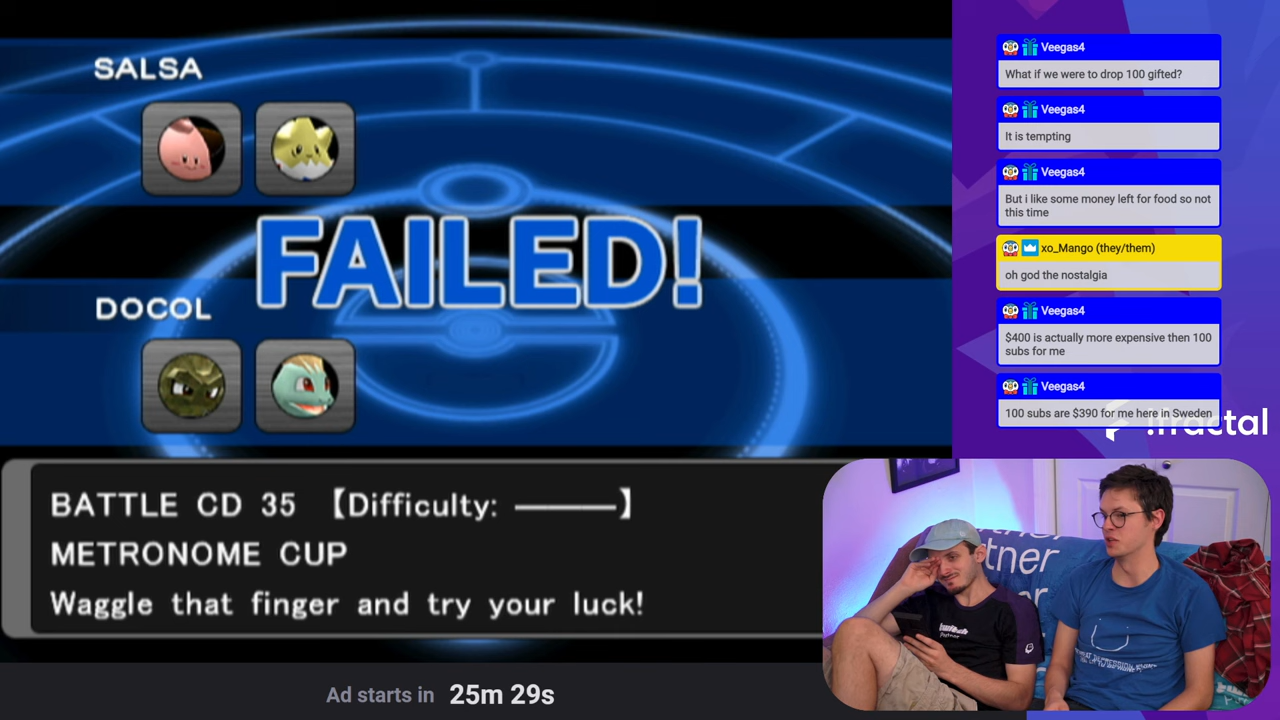 SALSA
FAILED!
DOCOL
BATTLE CD 35 【Difficulty: ―――】
METRONOME CUP
Waggle that finger and try your luck!
Ad starts in 25m 29s
Veegas4
What if we were to drop 100 gifted?
Veegas4
It is tempting
Veegas4
But i like some money left for food so not
this time
xo_Mango (they/them)
oh god the nostalgia
Veegas4
$400 is actually more expensive then 100
subs for me
Veegas4
100 subs are $390 for me here in Sweden
Partner